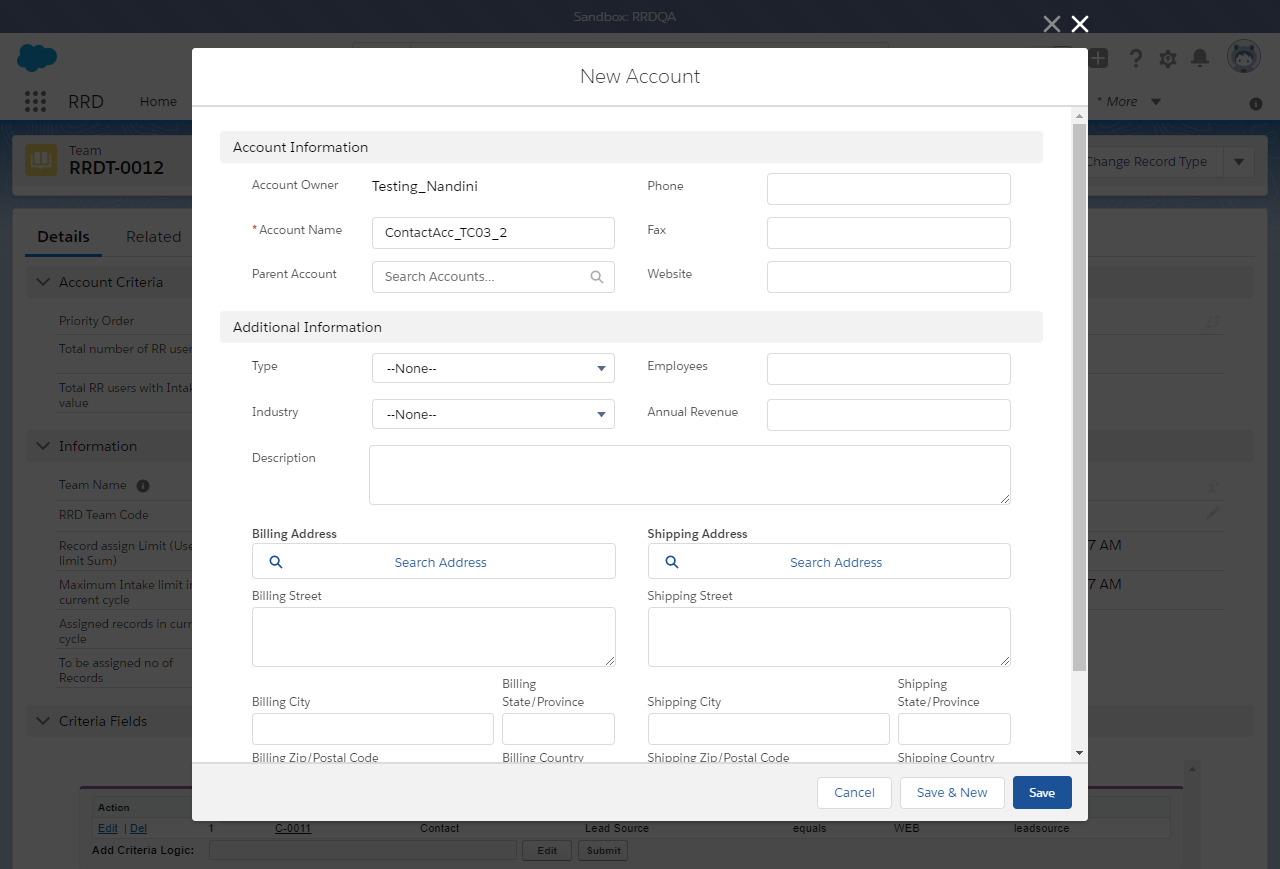 Sandbox: RRDQA
RRD
Home
* More
Team
RRDT-0012
Change Record Type
Details
Related
Account Criteria
Priority Order
Total number of RR user
Total RR users with Intak
value
Information
Team Name
RRD Team Code
Record assign Limit (Use
limit Sum)
7 AM
Maximum Intake limit i
current cycle
7 AM
Assigned records in curr
cycle
To be assigned no of
Records
Criteria Fields
New Account
Account Information
Account Owner Testing_Nandini Phone
*Account Name ContactAcc_TC03_2 Fax
Parent Account Search Accounts... Website
Additional Information
Type --None-- Employees
Industry --None-- Annual Revenue
Description
Billing Address Shipping Address
Search Address Search Address
Billing Street Shipping Street
Billing City Billing State/Province Shipping City Shipping State/Province
Billing Zip/Postal Code Billing Country Shipping Zip/Postal Code Shipping Country
Cancel Save & New Save
Action
Edit | Del 1 C-0011 Contact Lead Source equals WEB leadsource
Add Criteria Logic: Edit Submit